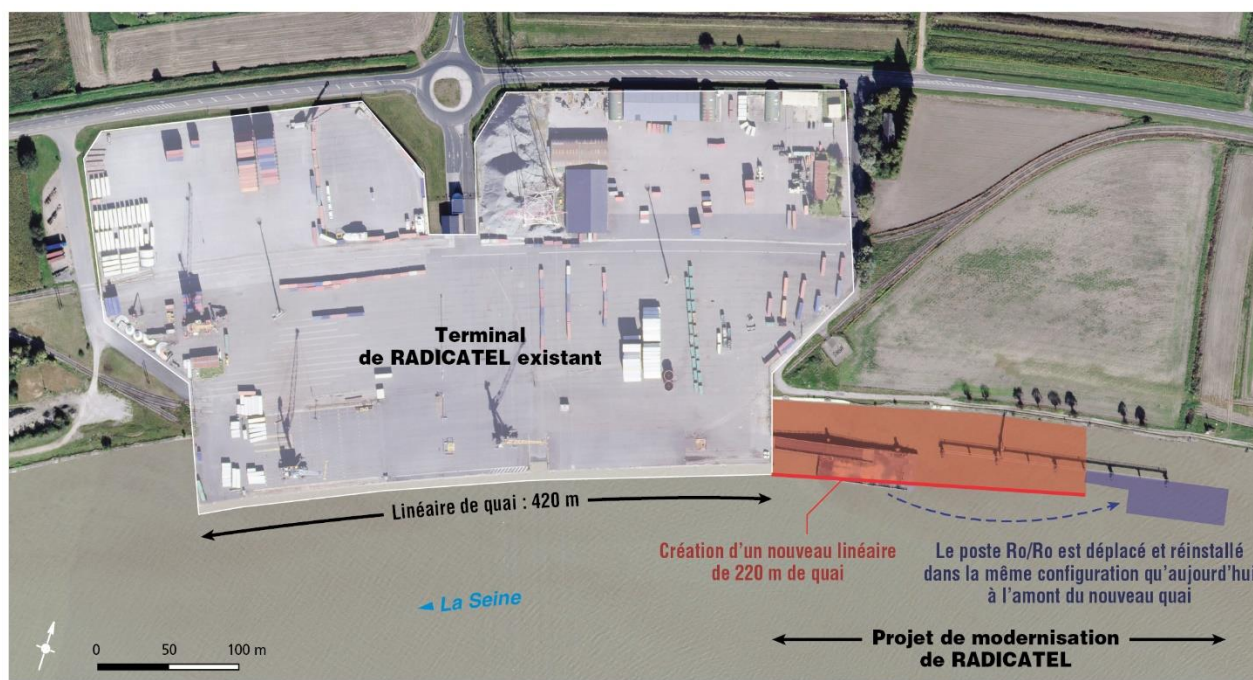 Terminal
de RADICATEL existant
Linéaire de quai : 420 m
Création d'un nouveau linéaire
de 220 m de quai
Le poste Ro/Ro est déplacé et réinstallé
dans la même configuration qu'aujourd'hui
à l'amont du nouveau quai
La Seine
Projet de modernisation
de RADICATEL
0 50 100 m